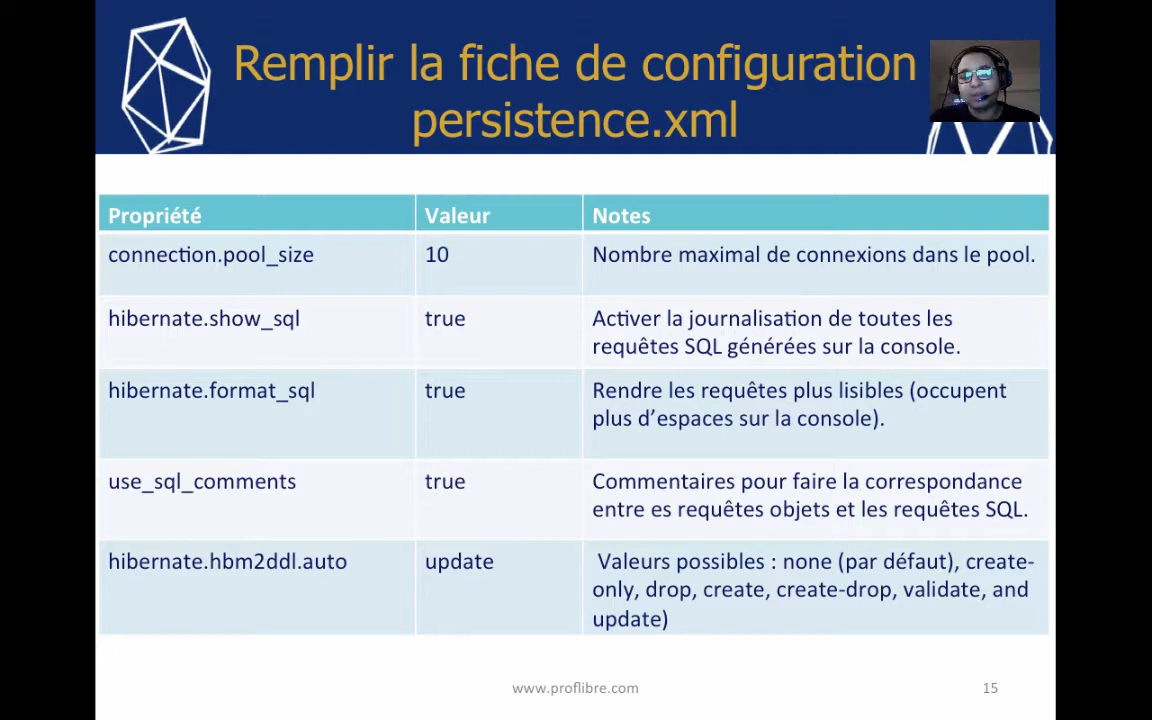 Remplir la fiche de configuration
persistence.xml
Propriété Valeur Notes
connection.pool_size 10 Nombre maximal de connexions dans le pool.
hibernate.show_sql true Activer la journalisation de toutes les
requêtes SQL générées sur la console.
hibernate.format_sql true Rendre les requêtes plus lisibles (occupent
plus d’espaces sur la console).
use_sql_comments true Commentaires pour faire la correspondance
entre es requêtes objets et les requêtes SQL.
hibernate.hbm2ddl.auto update Valeurs possibles : none (par défaut), create-
only, drop, create, create-drop, validate, and
update)
www.proflibre.com 15